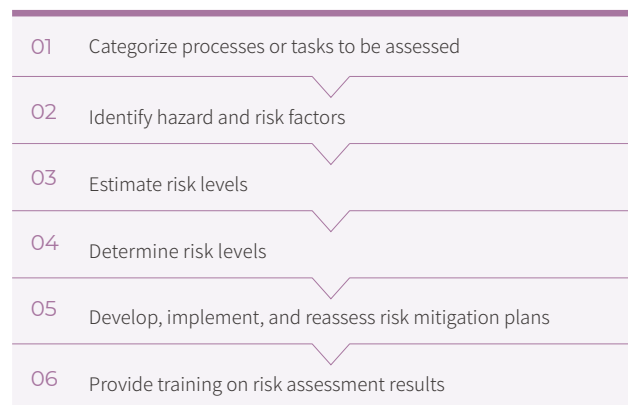 01 Categorize processes or tasks to be assessed
02 Identify hazard and risk factors
03 Estimate risk levels
04 Determine risk levels
05 Develop, implement, and reassess risk mitigation plans
06 Provide training on risk assessment results